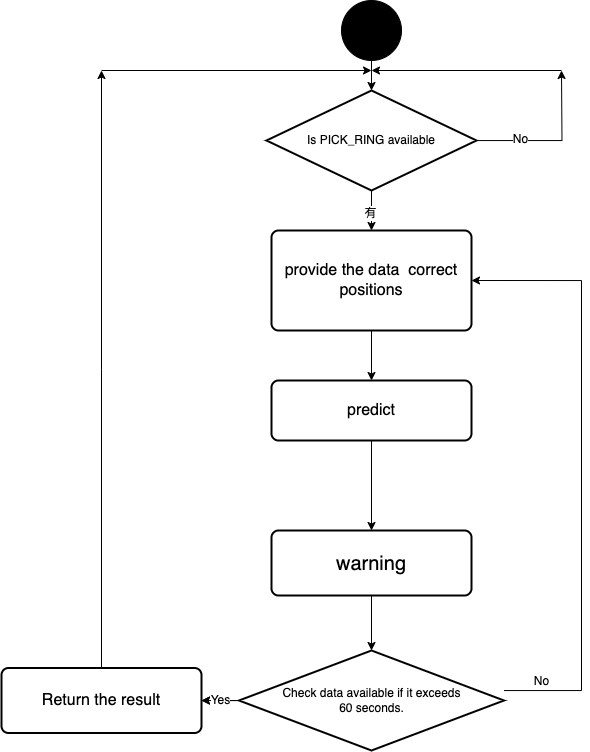 Is PICK_RING available
No
有
provide the data correct
positions
predict
warning
Check data available if it exceeds
60 seconds.
No
Yes
Return the result